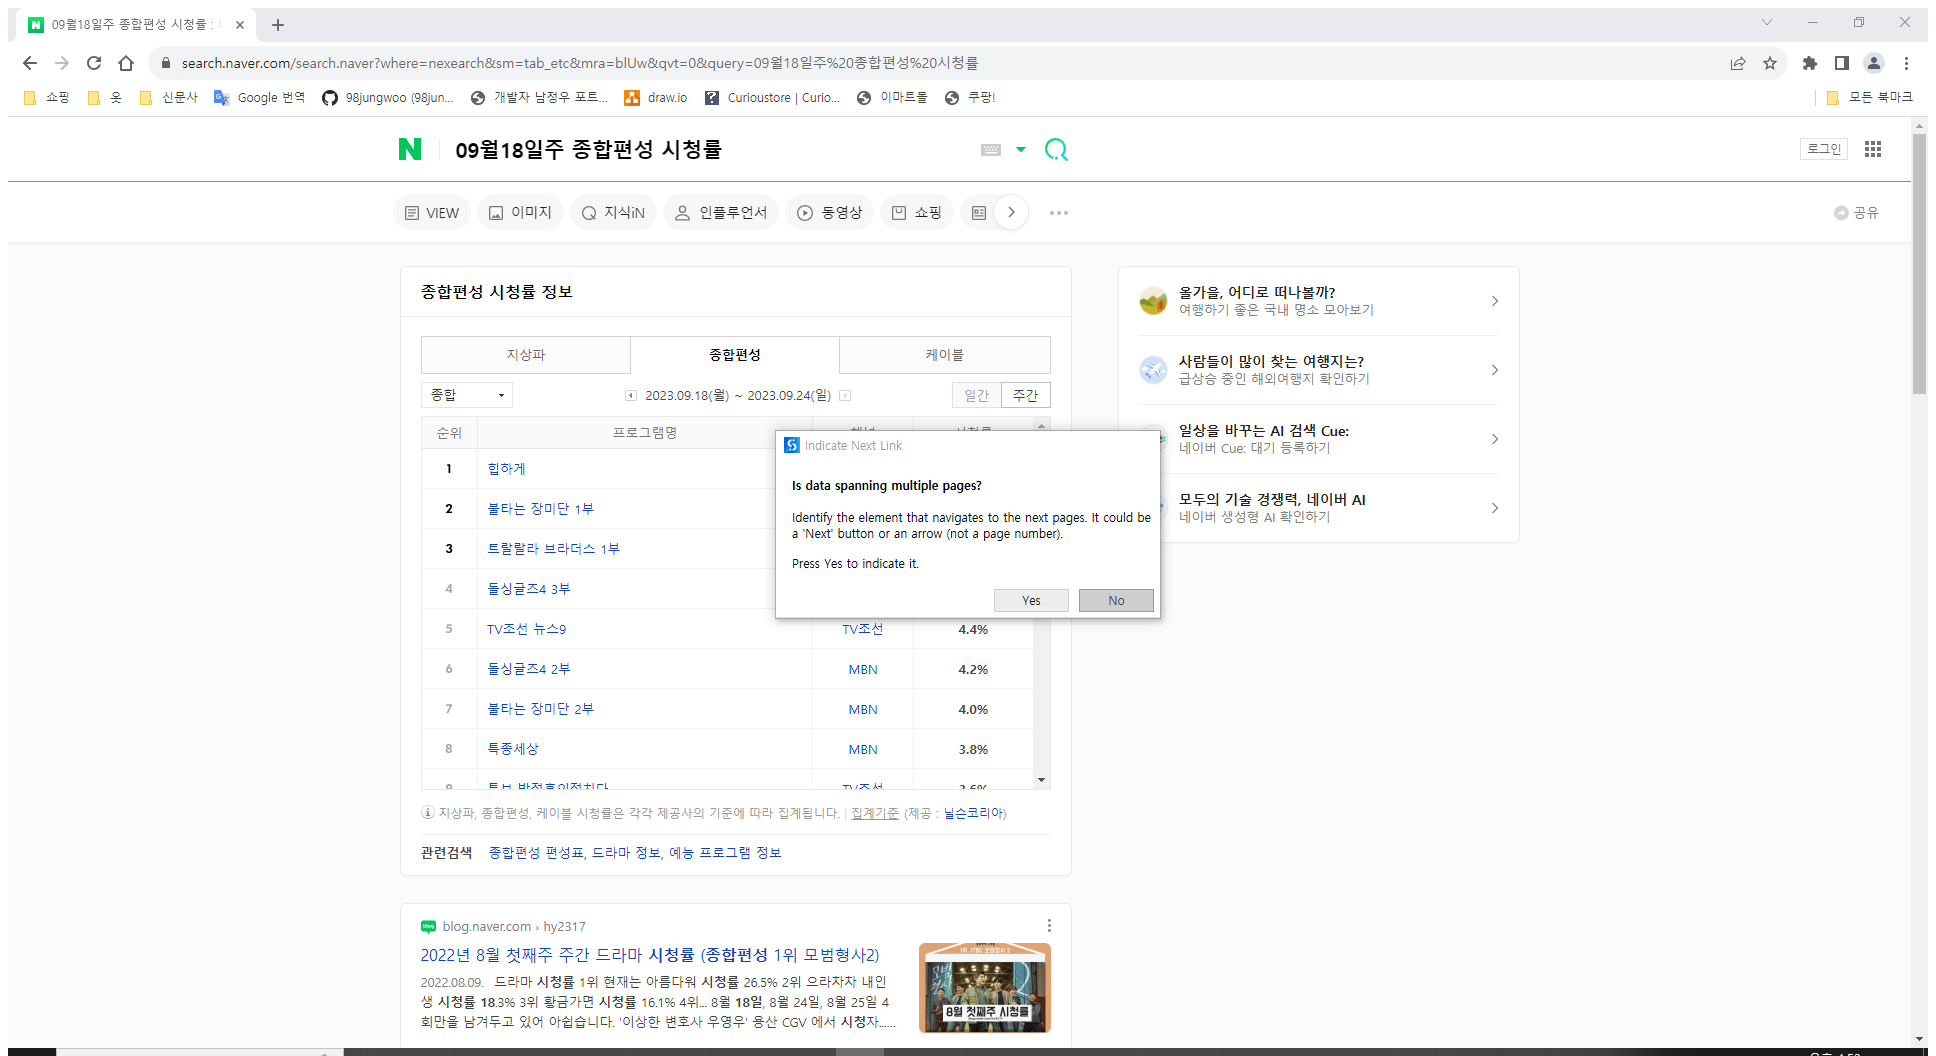 09월18일주 종합편성 시청률 :
search.naver.com/search.naver?where=nexearch&sm=tab_etc&mra=blUw&qvt=0&query=09월18일주%20종합편성%20시청률
쇼핑
옷
신문사
Google 번역
98jungwoo (98jun...
개발자 남정우 포트...
draw.io
Curioustore | Curio...
이마트몰
쿠팡!
모든 북마크
N
09월18일주 종합편성 시청률
로그인
VIEW
이미지
지식iN
인플루언서
동영상
쇼핑
공유
종합편성 시청률 정보
지상파
종합편성
케이블
종합
2023.09.18(월) ~ 2023.09.24(일)
일간
주간
순위
프로그램명
1 힙하게
2 불타는 장미단 1부
3 트랄랄라 브라더스 1부
4 돌싱글즈4 3부
5 TV조선 뉴스9 TV조선 4.4%
6 돌싱글즈4 2부 MBN 4.2%
7 불타는 장미단 2부 MBN 4.0%
8 특종세상 MBN 3.8%
지상파, 종합편성, 케이블 시청률은 각각 제공사의 기준에 따라 집계됩니다. | 집계기준 (제공 : 닐슨코리아)
관련검색 종합편성 편성표, 드라마 정보, 예능 프로그램 정보
Indicate Next Link
Is data spanning multiple pages?
Identify the element that navigates to the next pages. It could be
a 'Next' button or an arrow (not a page number).
Press Yes to indicate it.
Yes
No
올가을, 어디로 떠나볼까?
여행하기 좋은 국내 명소 모아보기
사람들이 많이 찾는 여행지는?
급상승 중인 해외여행지 확인하기
일상을 바꾸는 AI 검색 Cue:
네이버 Cue: 대기 등록하기
모두의 기술 경쟁력, 네이버 AI
네이버 생성형 AI 확인하기
blog.naver.com › hy2317
2022년 8월 첫째주 주간 드라마 시청률 (종합편성 1위 모범형사2)
2022.08.09. 드라마 시청률 1위 현재는 아름다워 시청률 26.5% 2위 으라차차 내인
생 시청률 18.3% 3위 황금가면 시청률 16.1% 4위... 8월 18일, 8월 24일, 8월 25일 4
회만을 남겨두고 있어 아쉽습니다. '이상한 변호사 우영우' 용산 CGV 에서 시청자......
8월 첫째주 시청률